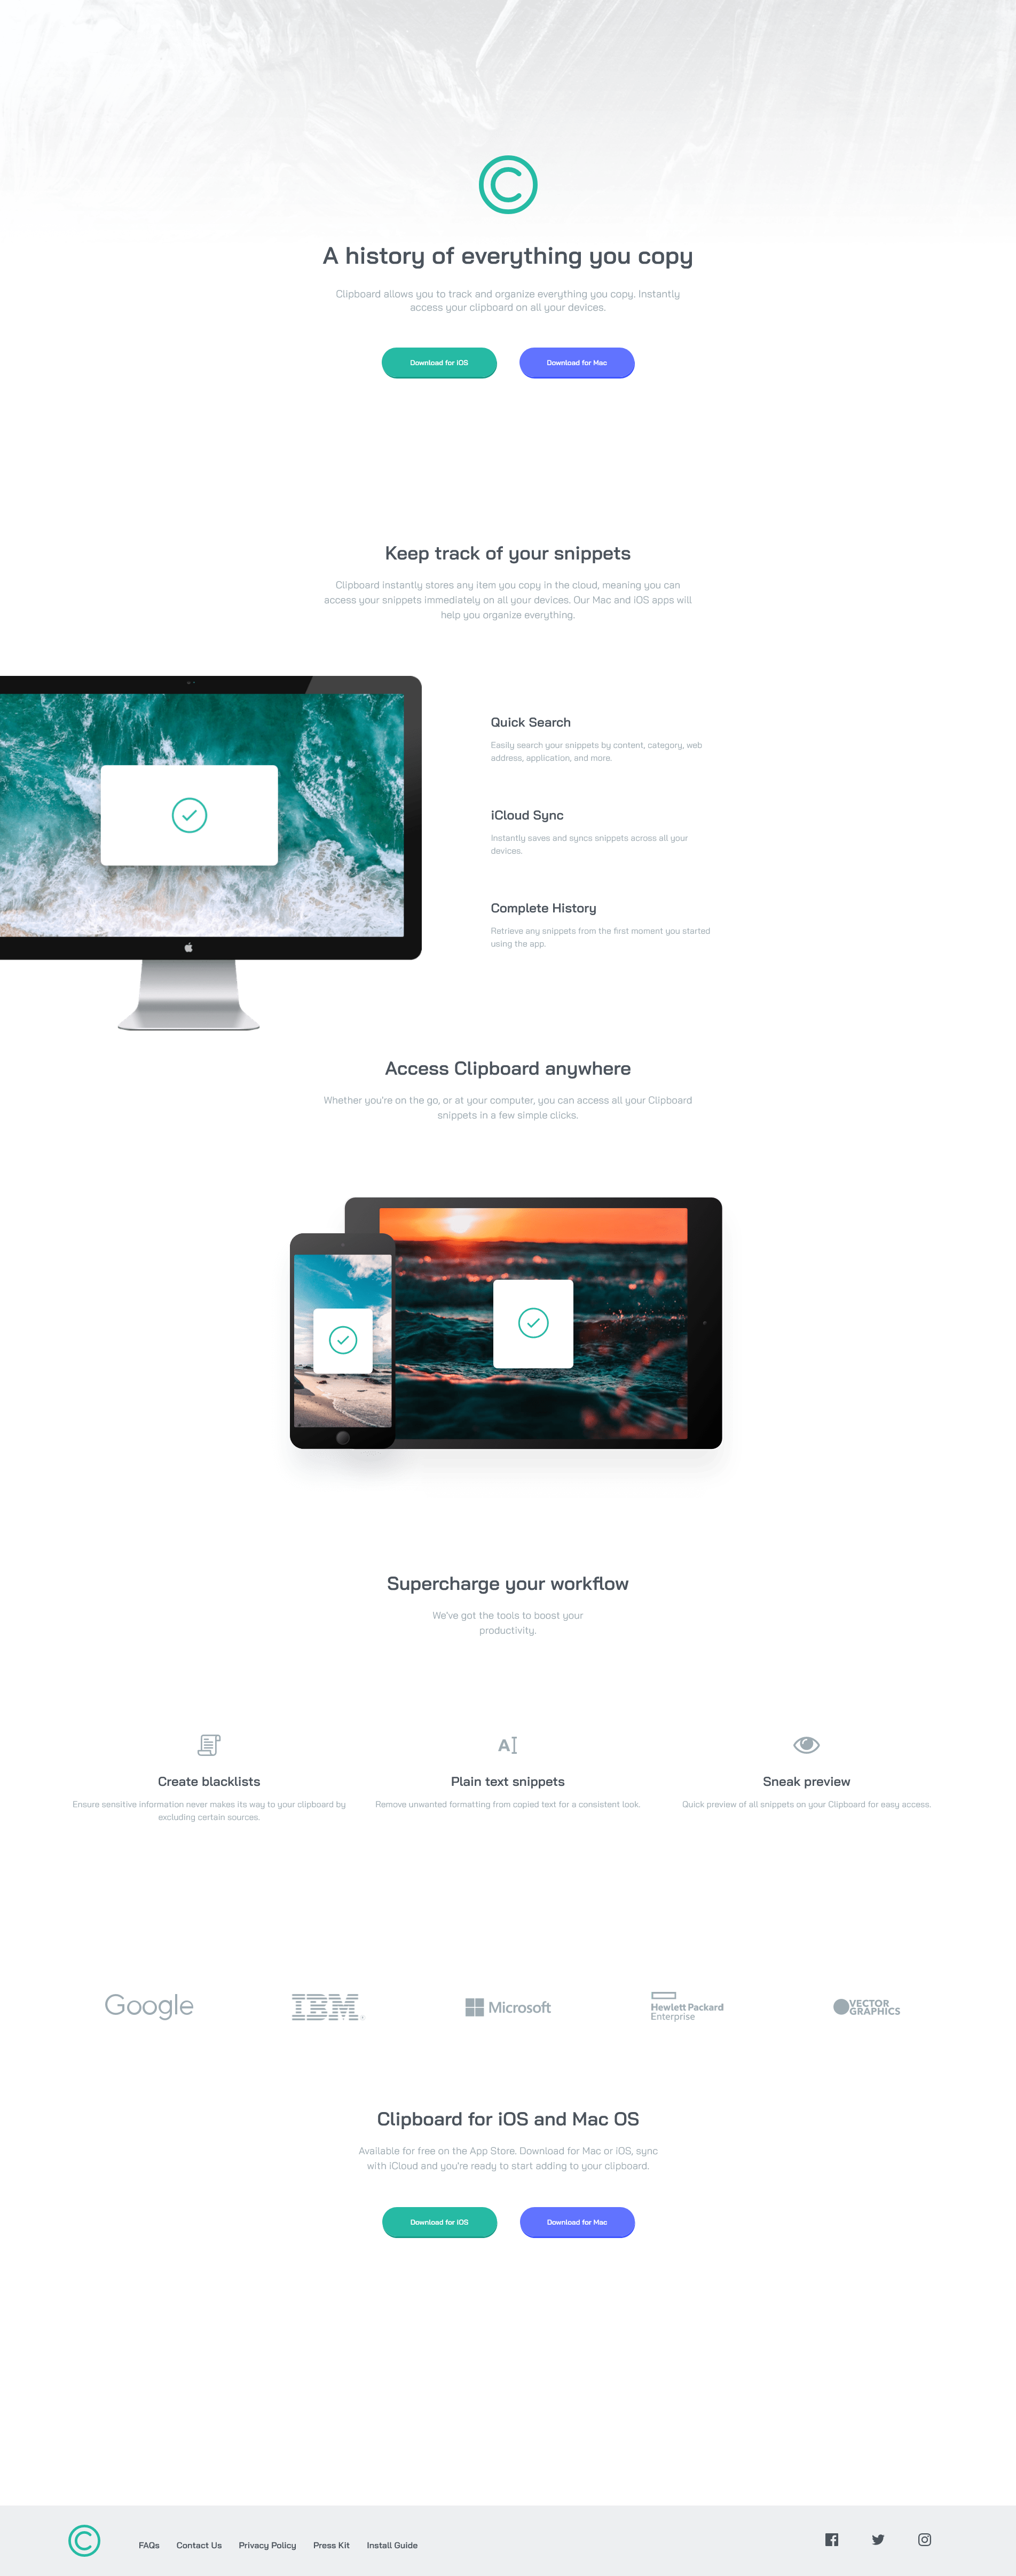 A history of everything you copy
Clipboard allows you to track and organize everything you copy. Instantly
access your clipboard on all your devices.
Download for iOS
Download for Mac
Keep track of your snippets
Clipboard instantly stores any item you copy in the cloud, meaning you can
access your snippets immediately on all your devices. Our Mac and iOS apps will
help you organize everything.
Quick Search
Easily search your snippets by content, category, web
address, application, and more.
iCloud Sync
Instantly saves and syncs snippets across all your
devices.
Complete History
Retrieve any snippets from the first moment you started
using the app.
Access Clipboard anywhere
Whether you're on the go, or at your computer, you can access all your Clipboard
snippets in a few simple clicks.
Supercharge your workflow
We've got the tools to boost your
productivity.
A
Create blacklists
Ensure sensitive information never makes its way to your clipboard by
excluding certain sources.
Plain text snippets
Remove unwanted formatting from copied text for a consistent look.
Sneak preview
Quick preview of all snippets on your Clipboard for easy access.
Google
IBM®
Microsoft
Hewlett Packard
Enterprise
VECTOR
GRAPHICS
Clipboard for iOS and Mac OS
Available for free on the App Store. Download for Mac or iOS, sync
with iCloud and you're ready to start adding to your clipboard.
Download for iOS
Download for Mac
FAQs
Contact Us
Privacy Policy
Press Kit
Install Guide